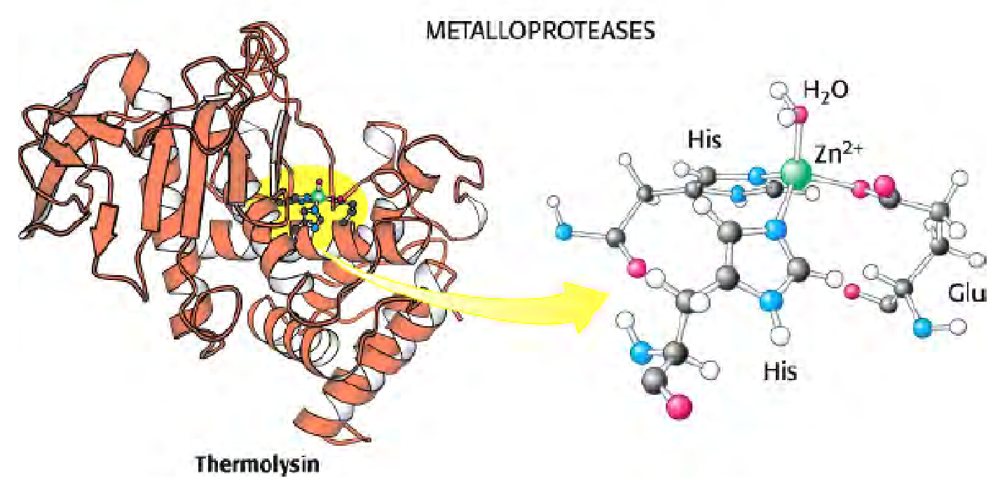 METALLOPROTEASES
H₂O
His
Zn²⁺
Glu
His
Thermolysin